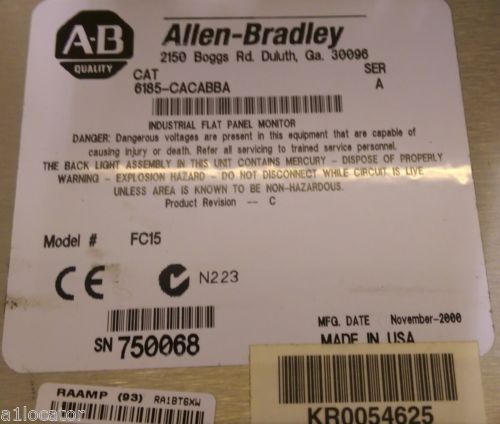 A-B
QUALITY
Allen-Bradley
2150 Boggs Rd. Duluth, Ga. 30096
CAT
SER
6185-CACABBA
A
INDUSTRIAL FLAT PANEL MONITOR
DANGER: Dangerous voltages are present in this equipment that are capable of
causing injury or death. Refer all servicing to trained service personnel.
THE BACK LIGHT ASSEMBLY IN THIS UNIT CONTAINS MERCURY - DISPOSE OF PROPERLY
WARNING - EXPLOSION HAZARD - DO NOT DISCONNECT WHILE CIRCUIT IS LIVE
UNLESS AREA IS KNOWN TO BE NON-HAZARDOUS.
Product Revision -- C
Model # FC15
CE N223
MFG. DATE November-2000
SN 750068
MADE IN USA
RAAMP (93) RA18T6XW
KR0054625
a1locator